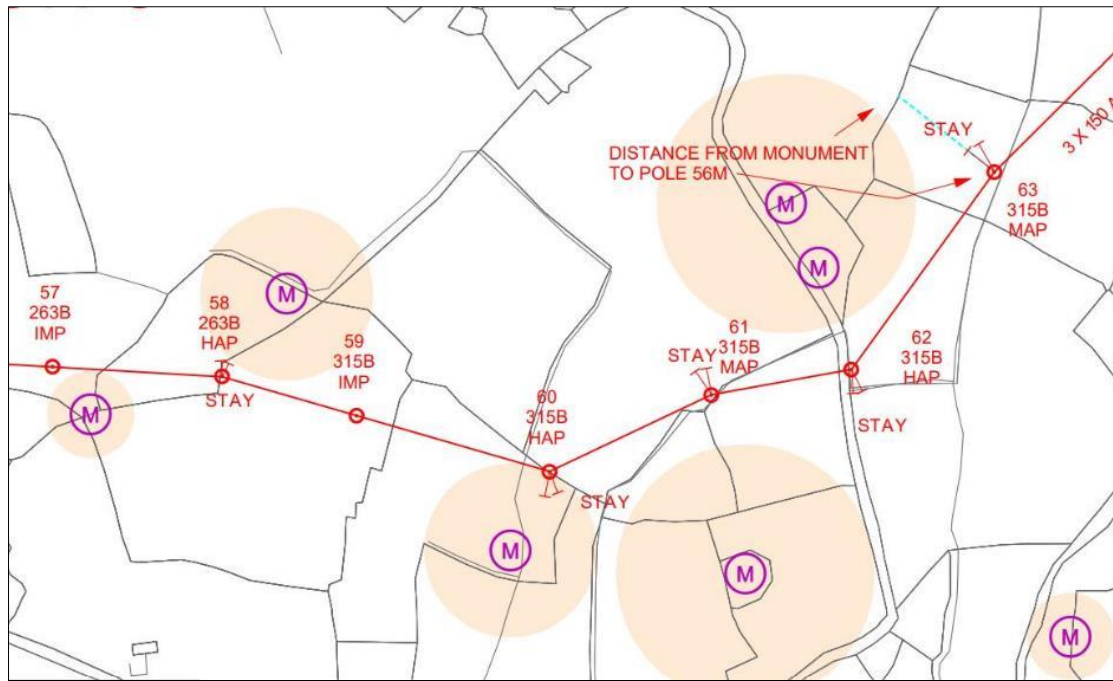 STAY
3 X 150 A
DISTANCE FROM MONUMENT
TO POLE 56M
M
63
315B
MAP
M
57
263B
IMP
M
58
263B
HAP
STAY
59
315B
IMP
61
315B
MAP
STAY
62
315B
HAP
STAY
60
315B
HAP
STAY
M
M
M
M